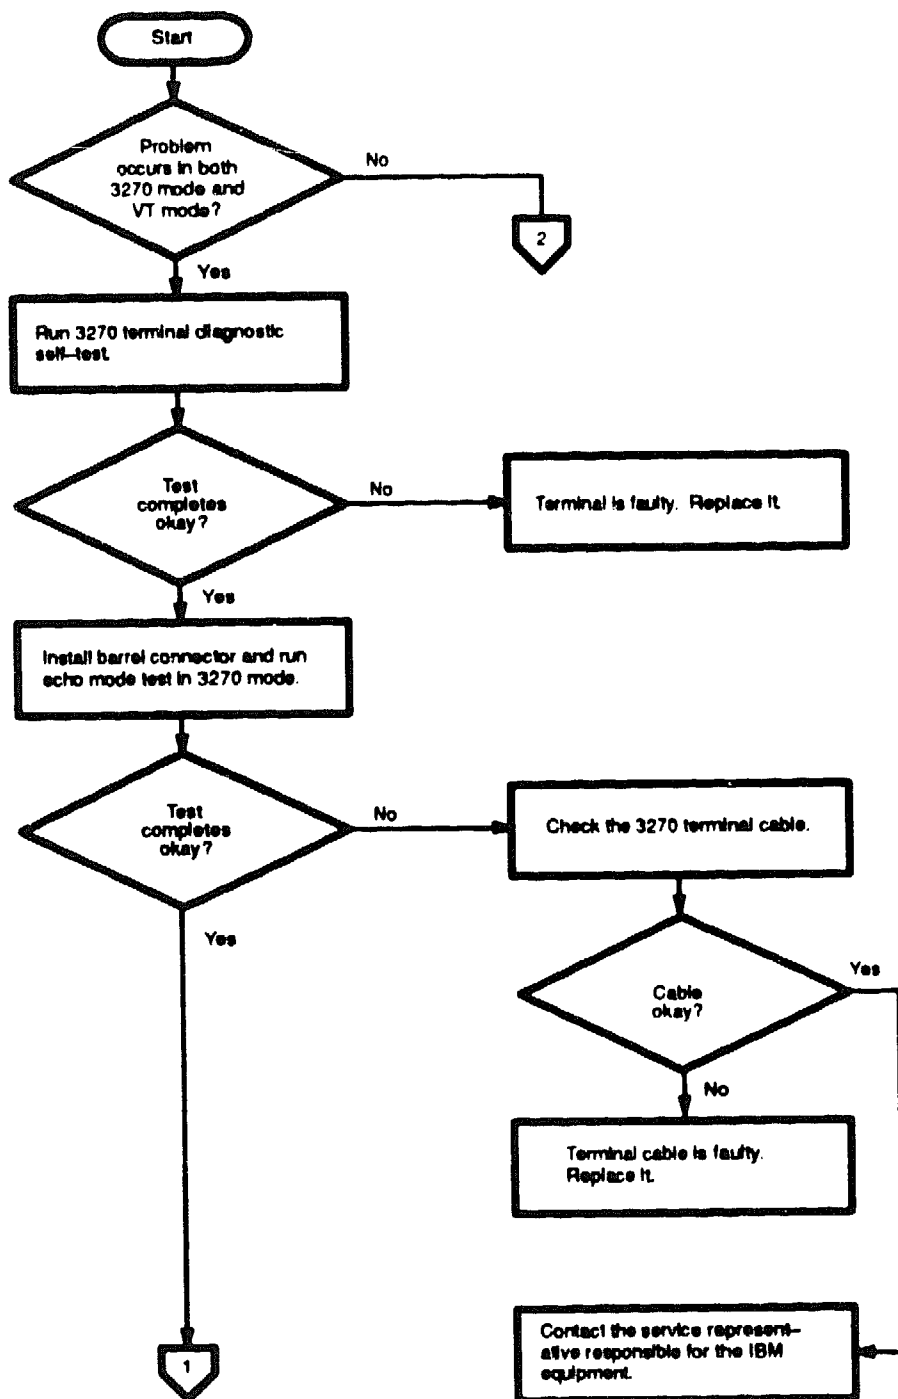 Start
Problem
occurs in both
3270 mode and
VT mode?
No
2
Yes
Run 3270 terminal diagnostic
self–test.
Test
completes
okay?
No
Terminal is faulty. Replace it.
Yes
Install barrel connector and run
echo mode test in 3270 mode.
Test
completes
okay?
No
Check the 3270 terminal cable.
Yes
Cable
okay?
Yes
No
Terminal cable is faulty.
Replace it.
1
Contact the service represent–
ative responsible for the IBM
equipment.